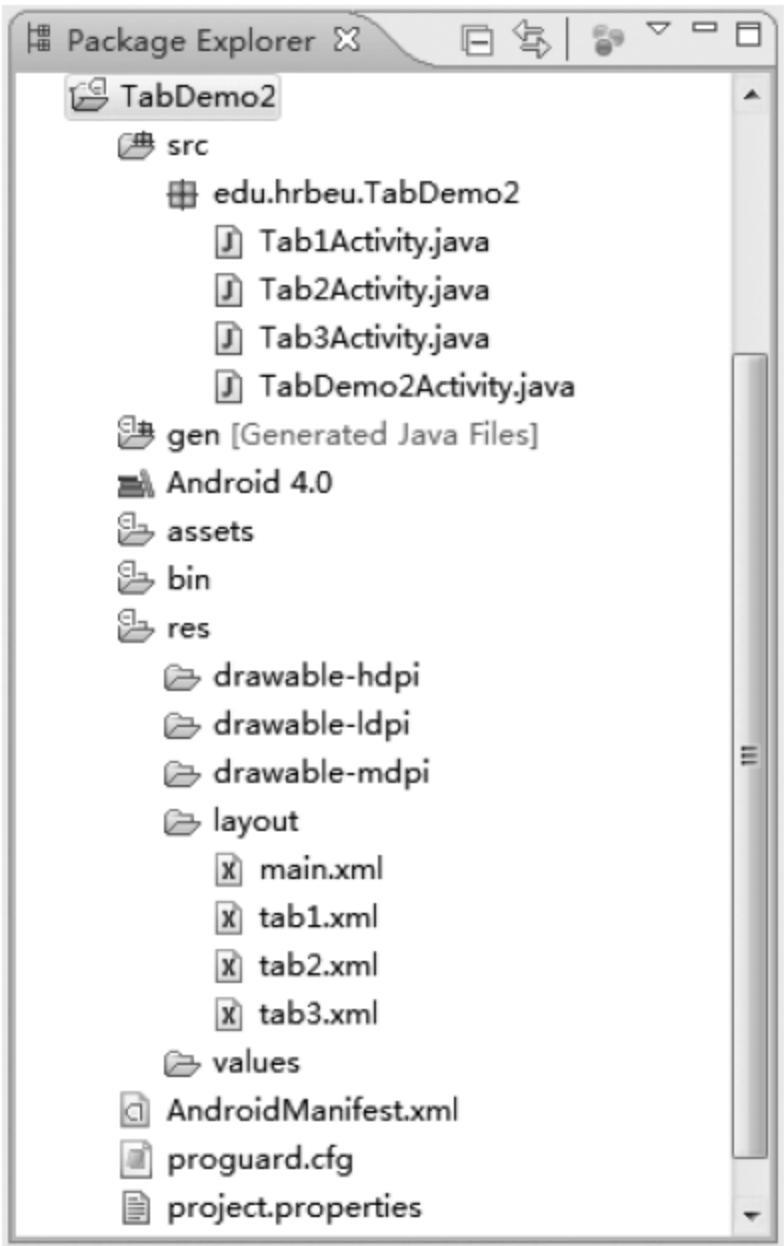 Package Explorer
TabDemo2
src
edu.hrbeu.TabDemo2
Tab1Activity.java
Tab2Activity.java
Tab3Activity.java
TabDemo2Activity.java
gen [Generated Java Files]
Android 4.0
assets
bin
res
drawable-hdpi
drawable-ldpi
drawable-mdpi
layout
main.xml
tab1.xml
tab2.xml
tab3.xml
values
AndroidManifest.xml
proguard.cfg
project.properties